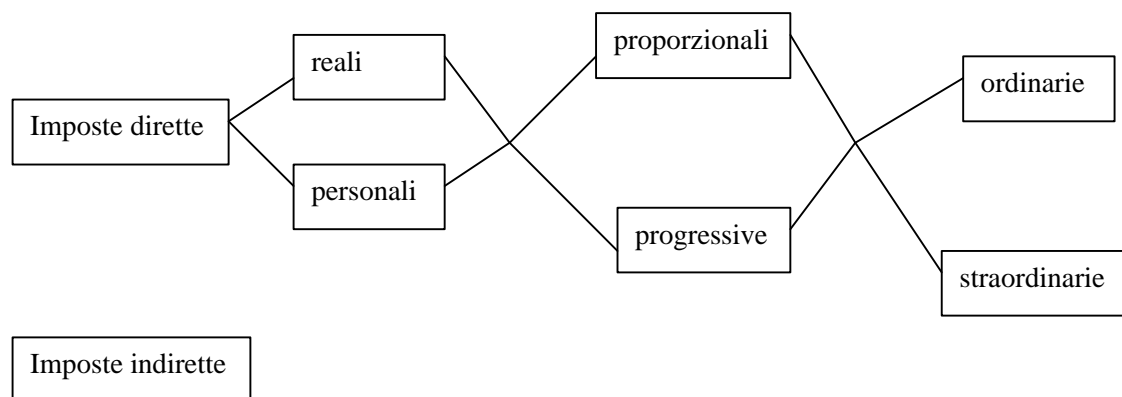 Imposte dirette
reali
personali
proporzionali
progressive
ordinarie
straordinarie
Imposte indirette